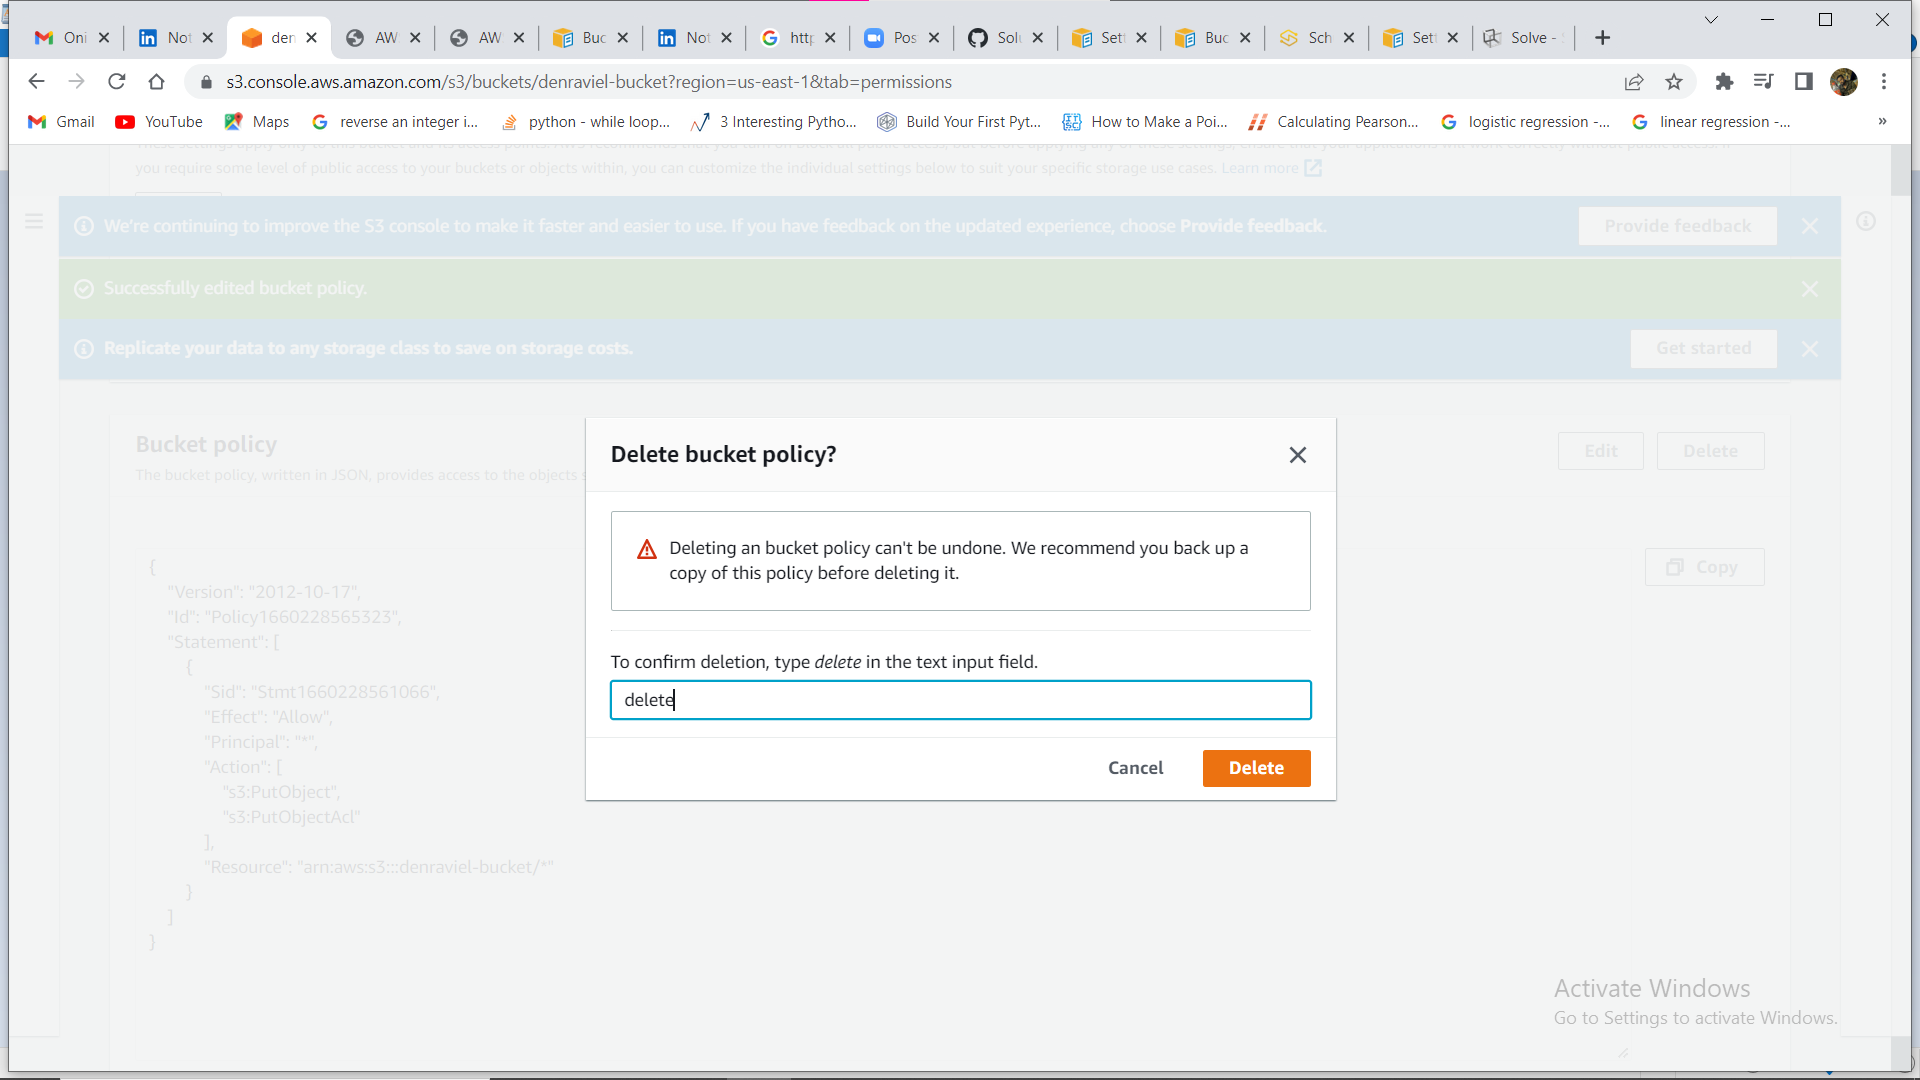 Oni
Not
den
AW
AW
Buc
Not
http
Pos
Solu
Sett
Buc
Sch
Sett
Solve - S
s3.console.aws.amazon.com/s3/buckets/denraviel-bucket?region=us-east-1&tab=permissions
Gmail
YouTube
Maps
reverse an integer i...
python - while loop...
3 Interesting Pytho...
Build Your First Pyt...
How to Make a Poi...
Calculating Pearson...
logistic regression -...
linear regression -...
»
you require some level of public access to your buckets or objects within, you can customize the individual settings below to suit your specific storage use cases. Learn more
We're continuing to improve the S3 console to make it faster and easier to use. If you have feedback on the updated experience, choose Provide feedback.
Provide feedback
Successfully edited bucket policy.
Replicate your data to any storage class to save on storage costs.
Get started
Bucket policy
Edit
Delete
The bucket policy, written in JSON, provides access to the objects s
Copy
{
"Version": "2012-10-17",
"Id": "Policy1660228565323",
"Statement": [
{
"Sid": "Stmt1660228561066",
"Effect": "Allow",
"Principal": "*",
"Action": [
"s3:PutObject",
"s3:PutObjectAcl"
],
"Resource": "arn:aws:s3:::denraviel-bucket/*"
}
]
}
Delete bucket policy?
Deleting an bucket policy can't be undone. We recommend you back up a
copy of this policy before deleting it.
To confirm deletion, type delete in the text input field.
delete
Cancel
Delete
Activate Windows
Go to Settings to activate Windows.